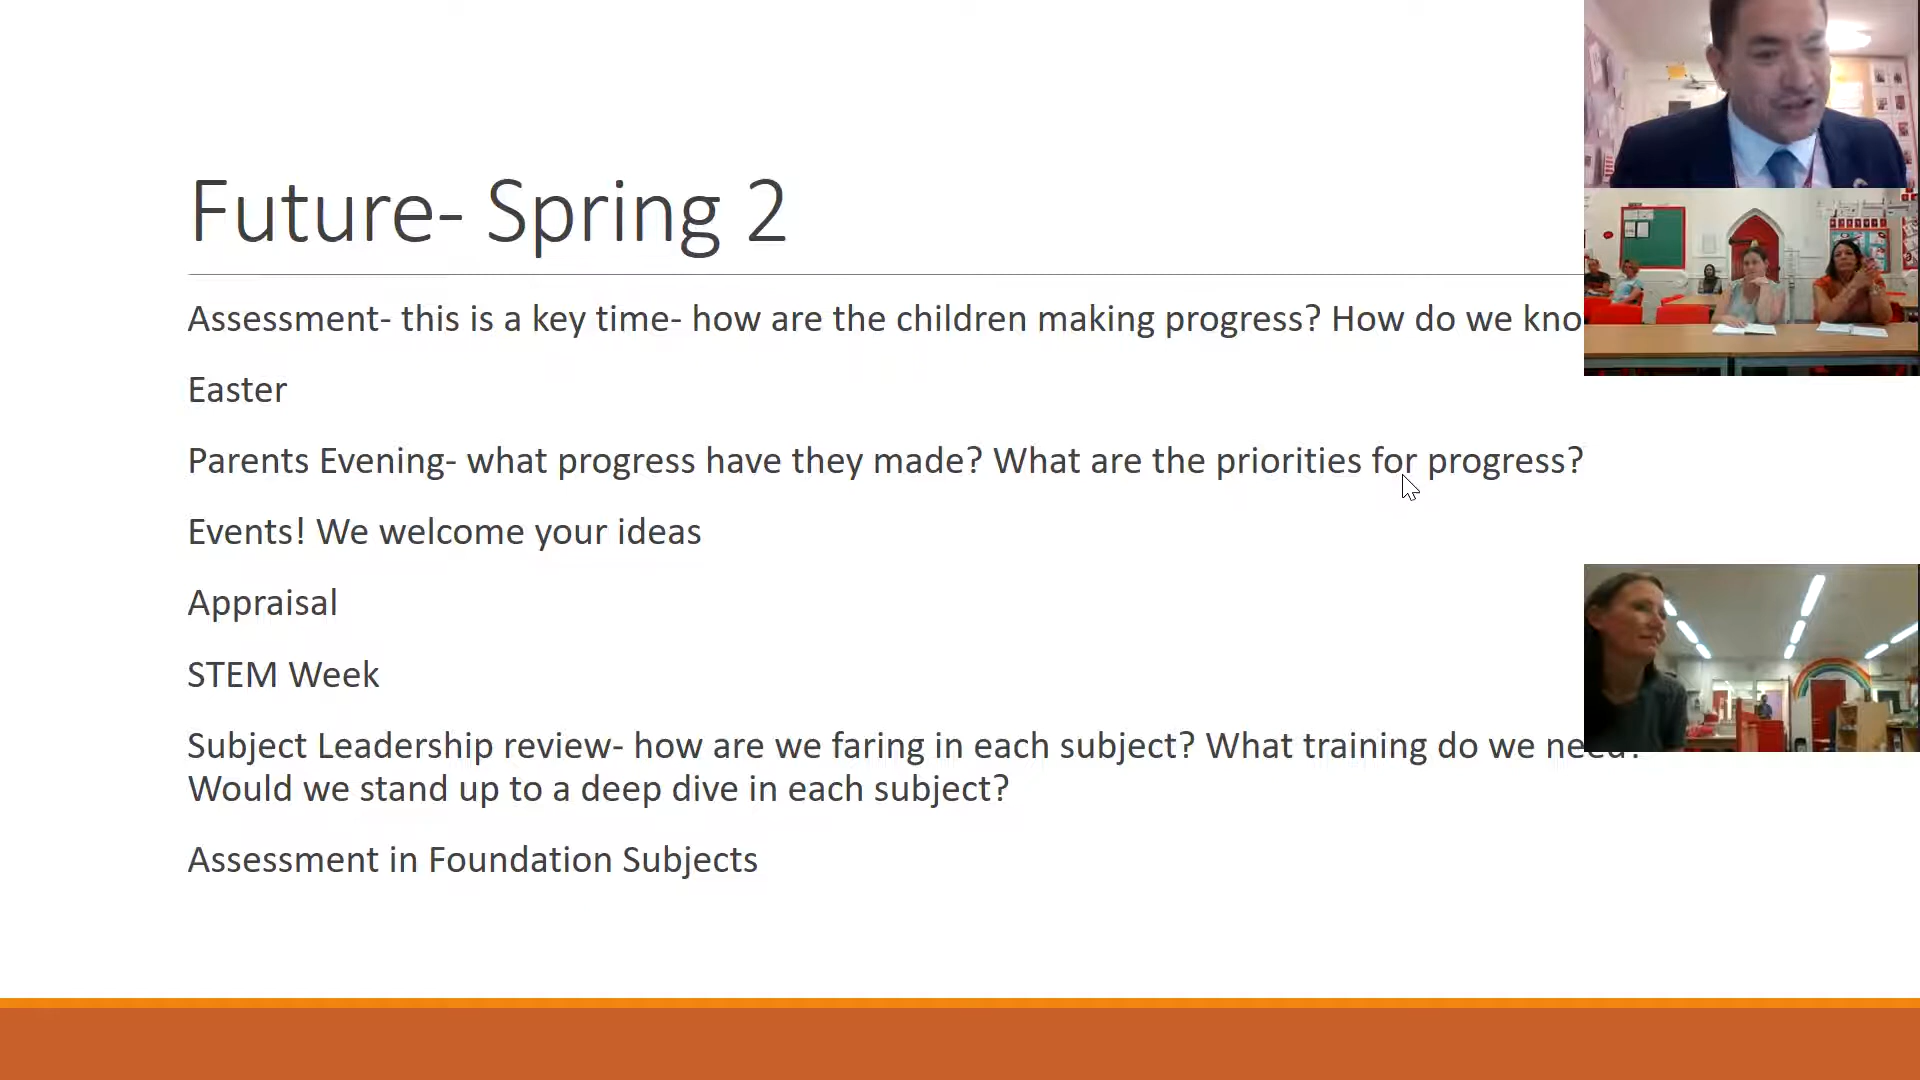 Future- Spring 2
Assessment- this is a key time- how are the children making progress? How do we kno
Easter
Parents Evening- what progress have they made? What are the priorities for progress?
Events! We welcome your ideas
Appraisal
STEM Week
Subject Leadership review- how are we faring in each subject? What training do we need?
Would we stand up to a deep dive in each subject?
Assessment in Foundation Subjects